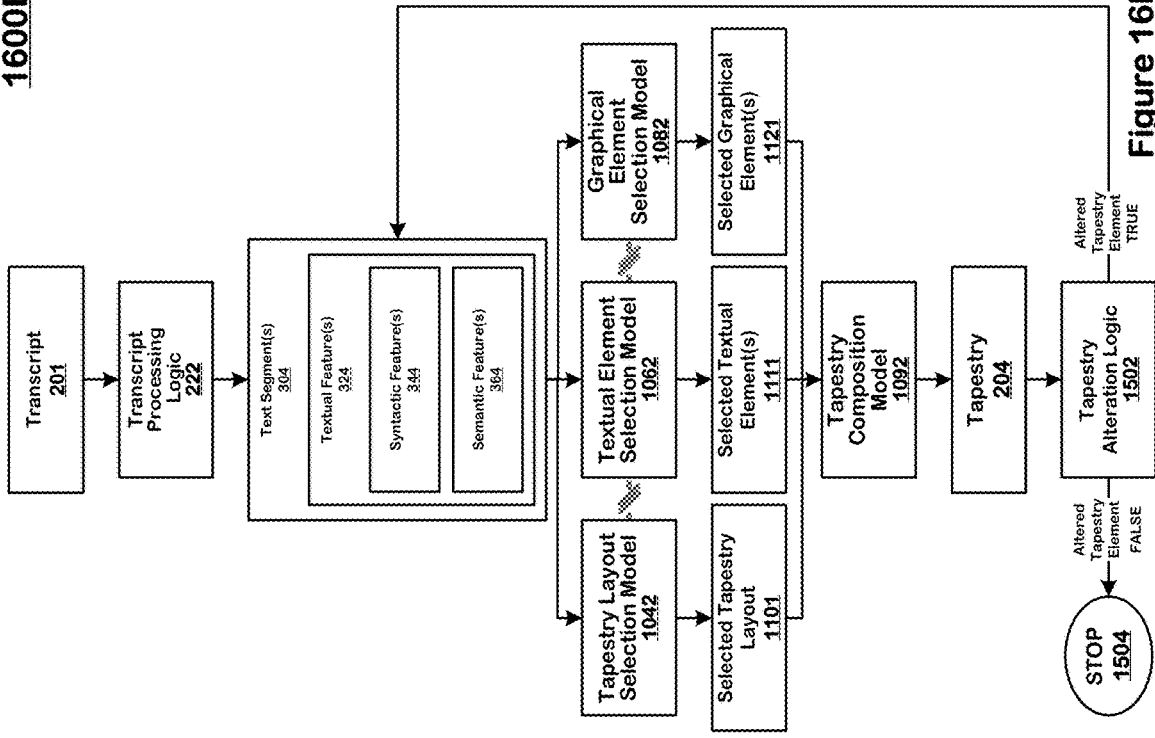 Transcript
201
Transcript
Processing
Logic
222
Text Segment(s)
304
Textual Feature(s)
324
Syntactic Feature(s)
344
Semantic Feature(s)
364
Tapestry Layout
Selection Model
1042
Textual Element
Selection Model
1062
Graphical
Element
Selection Model
1082
Selected Tapestry
Layout
1101
Selected Textual
Element(s)
1111
Selected Graphical
Element(s)
1121
Tapestry
Composition
Model
1092
Tapestry
204
Tapestry
Alteration Logic
1502
Altered
Tapestry
Element
FALSE
Altered
Tapestry
Element
TRUE
STOP
1504